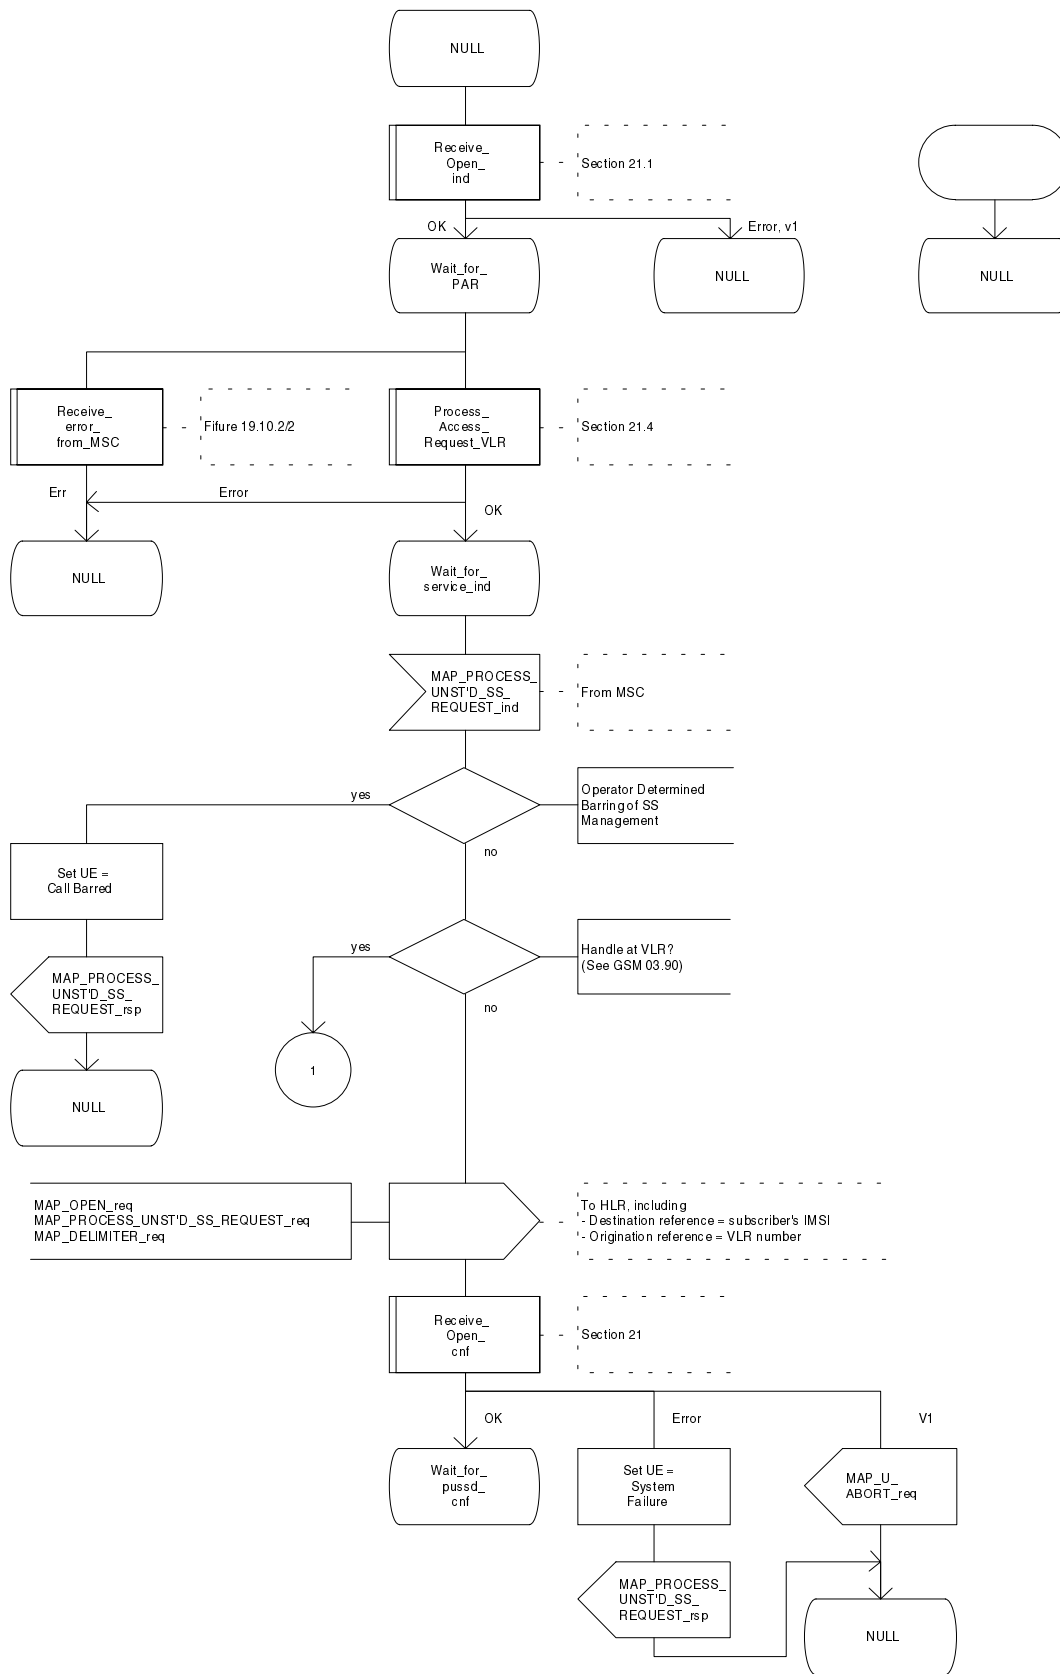 NULL
Receive_
Open_
ind
Section 21.1
OK
Error, v1
Wait_for_
PAR
NULL
NULL
Receive_
error_
from_MSC
Fifure 19.10.2/2
Process_
Access_
Request_VLR
Section 21.4
Err
Error
OK
NULL
Wait_for_
service_ind
MAP_PROCESS_
UNST'D_SS_
REQUEST_ind
From MSC
yes
Operator Determined
Barring of SS
Management
no
Set UE =
Call Barred
yes
Handle at VLR?
(See GSM 03.90)
MAP_PROCESS_
UNST'D_SS_
REQUEST_rsp
no
1
NULL
MAP_OPEN_req
MAP_PROCESS_UNST'D_SS_REQUEST_req
MAP_DELIMITER_req
To HLR, including
- Destination reference = subscriber's IMSI
- Origination reference = VLR number
Receive_
Open_
cnf
Section 21
OK
Error
V1
Wait_for_
pussd_
cnf
Set UE =
System
Failure
MAP_U_
ABORT_req
MAP_PROCESS_
UNST'D_SS_
REQUEST_rsp
NULL